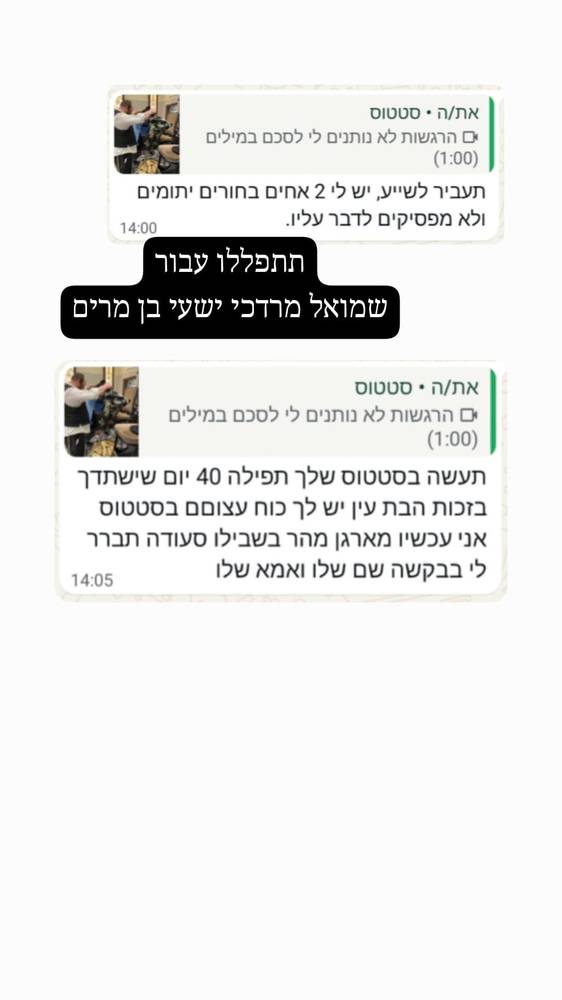 את/ה • סטטוס
הרגשות לא נותנים לי לסכם במילים
(1:00)
תעביר לשייע, יש לי 2 אחים בחורים יתומים
ולא מפסיקים לדבר עליו.
14:00
תתפללו עבור
שמואל מרדכי ישעי בן מרים
את/ה • סטטוס
הרגשות לא נותנים לי לסכם במילים
(1:00)
תעשה בסטטוס שלך תפילה 40 יום שישתדך
בזכות הבת עין יש לך כוח עצוםם בסטטוס
אני עכשיו מארגן מהר בשבילו סעודה תברר
לי בבקשה שם שלו ואמא שלו
14:05